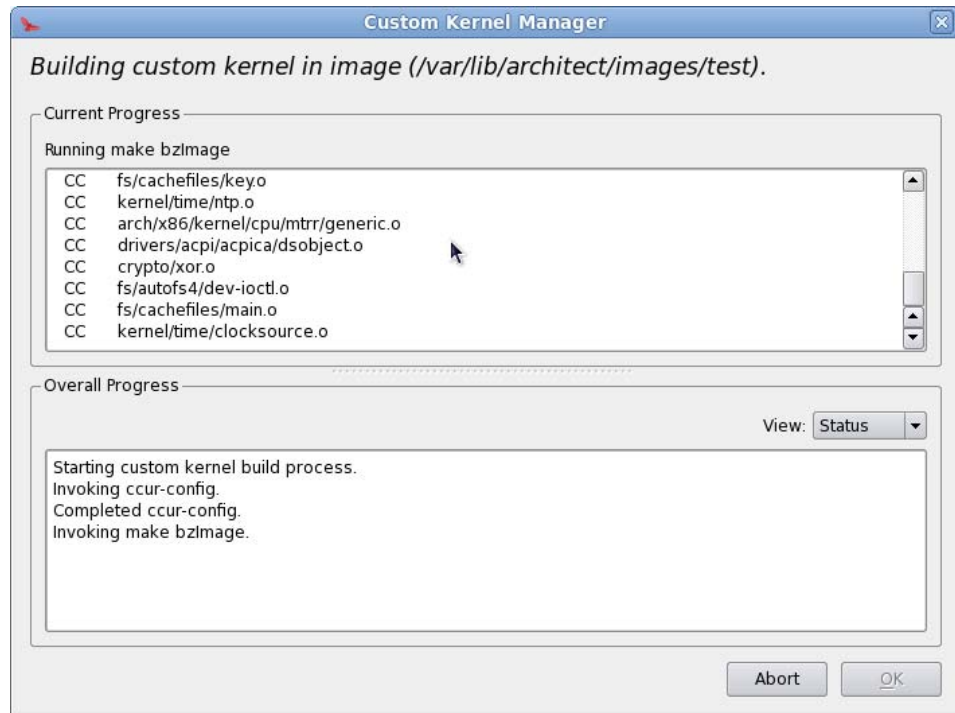 Custom Kernel Manager
Building custom kernel in image (/var/lib/architect/images/test).
Current Progress
Running make bzImage
CC fs/cachefiles/key.o
CC kernel/time/ntp.o
CC arch/x86/kernel/cpu/mtrr/generic.o
CC drivers/acpi/acpica/dsobject.o
CC crypto/xor.o
CC fs/autofs4/dev-ioctl.o
CC fs/cachefiles/main.o
CC kernel/time/clocksource.o
Overall Progress
View: Status
Starting custom kernel build process.
Invoking ccur-config.
Completed ccur-config.
Invoking make bzImage.
Abort OK